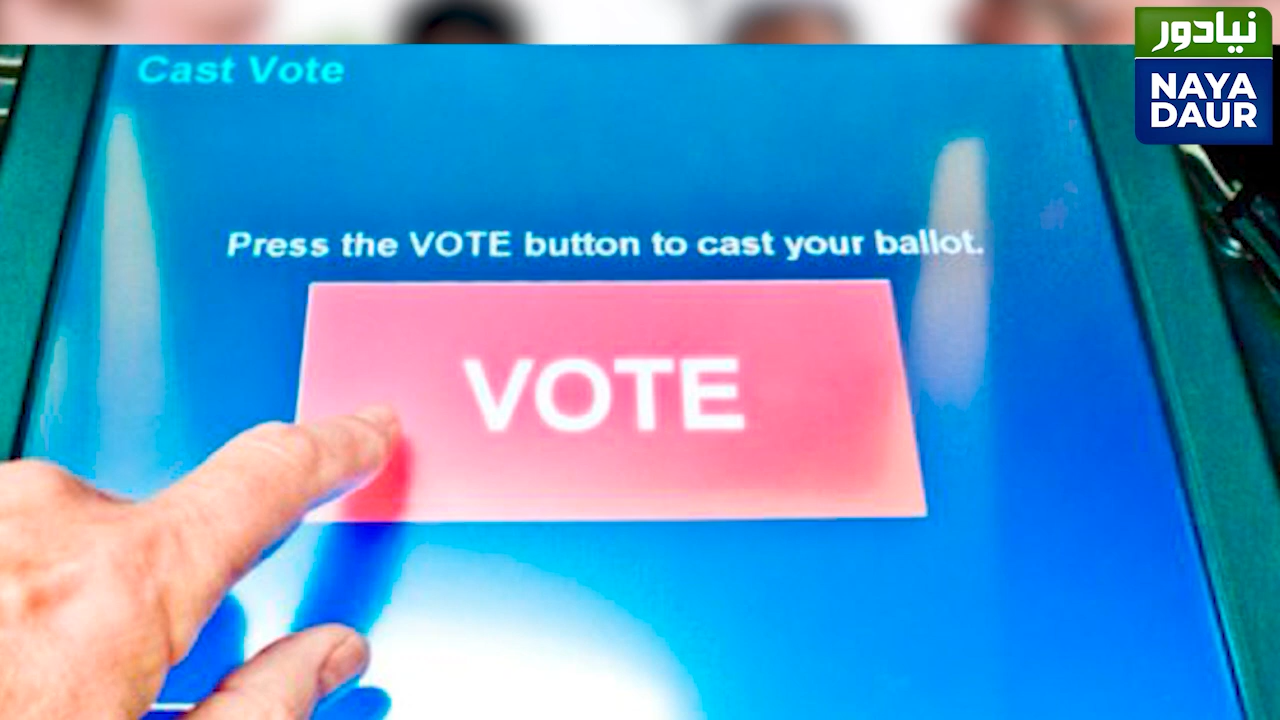 نیادور
NAYA
DAUR
Cast Vote
Press the VOTE button to cast your ballot.
VOTE